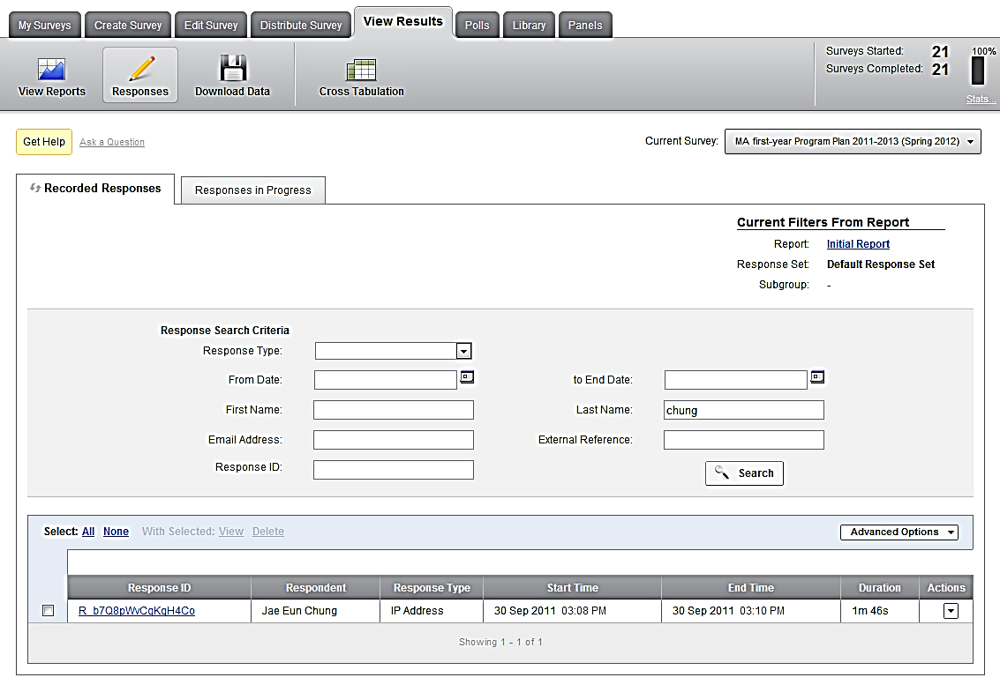 My Surveys Create Survey Edit Survey Distribute Survey View Results Polls Library Panels
View Reports Responses Download Data Cross Tabulation
Surveys Started: 21 100%
Surveys Completed: 21
Stats...
Get Help Ask a Question
Current Survey: MA first-year Program Plan 2011-2013 (Spring 2012)
Recorded Responses Responses in Progress
Current Filters From Report
Report: Initial Report
Response Set: Default Response Set
Subgroup: -
Response Search Criteria
Response Type:
From Date: to End Date:
First Name: Last Name: chung
Email Address: External Reference:
Response ID: Search
Select: All None With Selected: View Delete Advanced Options
Response ID Respondent Response Type Start Time End Time Duration Actions
R_b7Q8pWvCgKqH4Co Jae Eun Chung IP Address 30 Sep 2011 03:08 PM 30 Sep 2011 03:10 PM 1m 46s
Showing 1 - 1 of 1